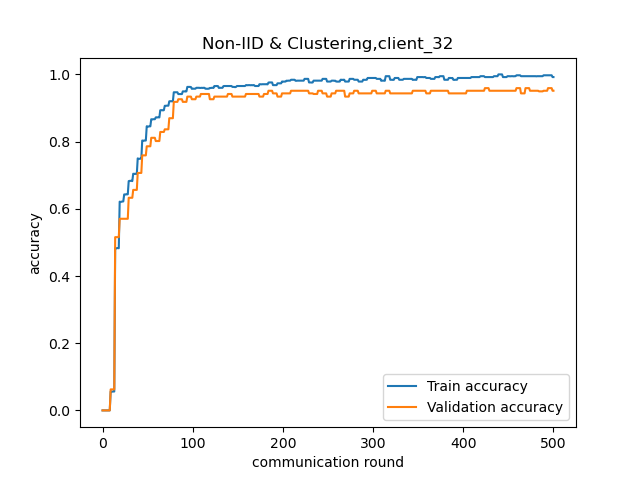 Non-IID & Clustering,client_32
1.0
0.8
0.6
0.4
0.2
0.0
accuracy
Train accuracy
Validation accuracy
0 100 200 300 400 500
communication round